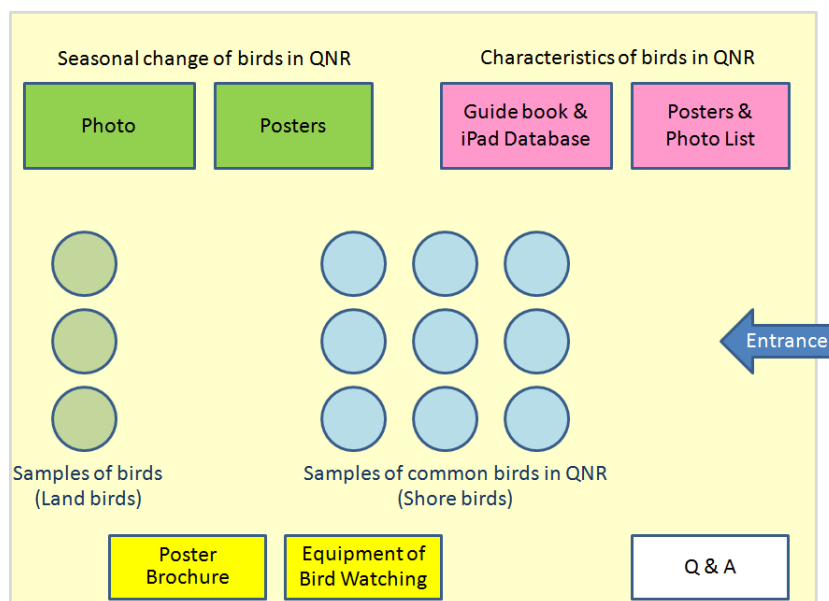 Seasonal change of birds in QNR
Characteristics of birds in QNR
Photo
Posters
Guide book &
iPad Database
Posters &
Photo List
Entrance
Samples of birds
(Land birds)
Samples of common birds in QNR
(Shore birds)
Poster
Brochure
Equipment of
Bird Watching
Q & A